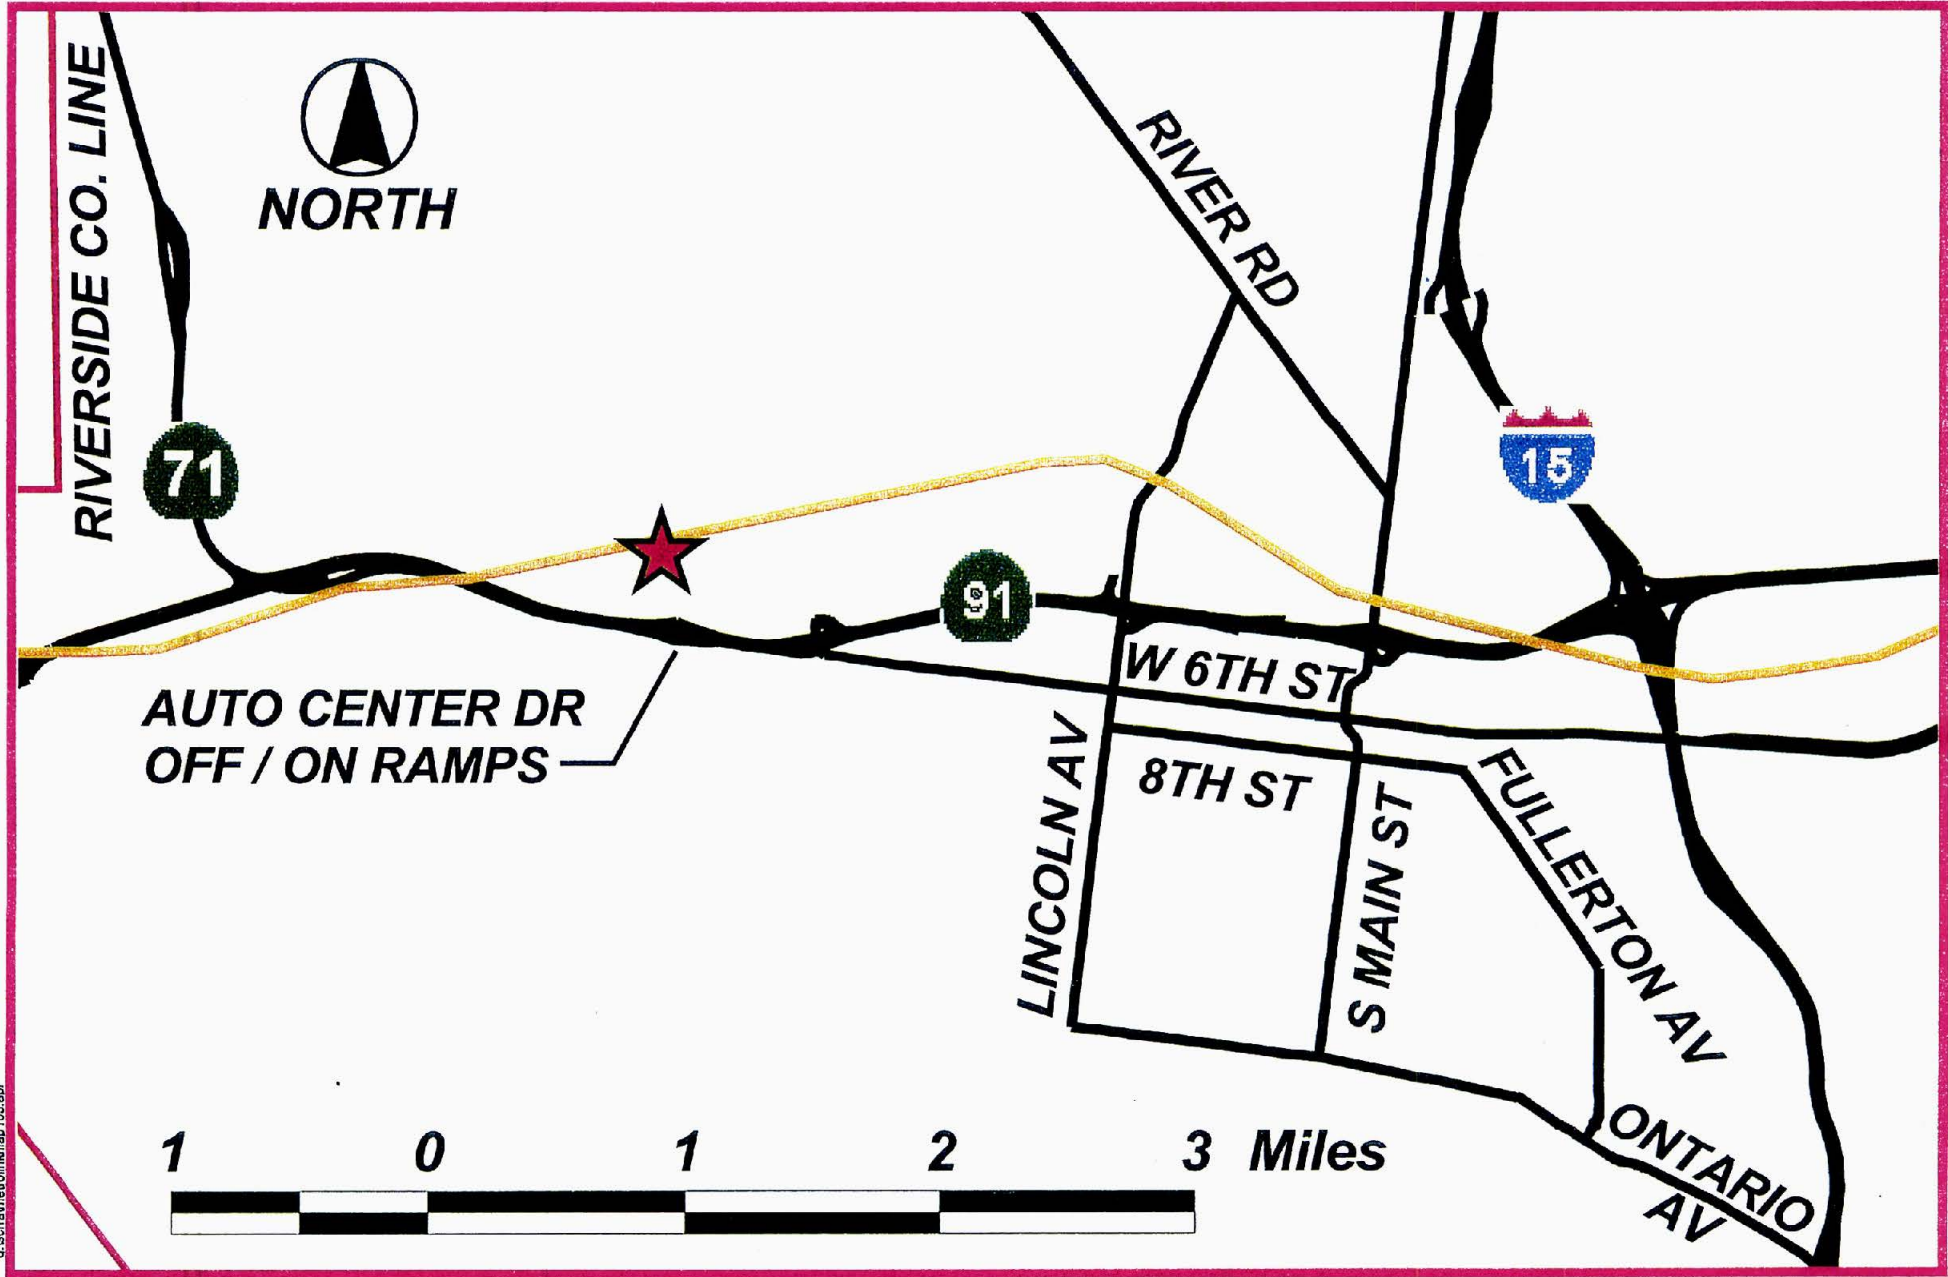 RIVERSIDE CO. LINE
NORTH
RIVER RD
71
15
91
AUTO CENTER DR
OFF / ON RAMPS
W 6TH ST
8TH ST
LINCOLN AV
S MAIN ST
FULLERTON AV
ONTARIO
AV
1 0 1 2 3 Miles